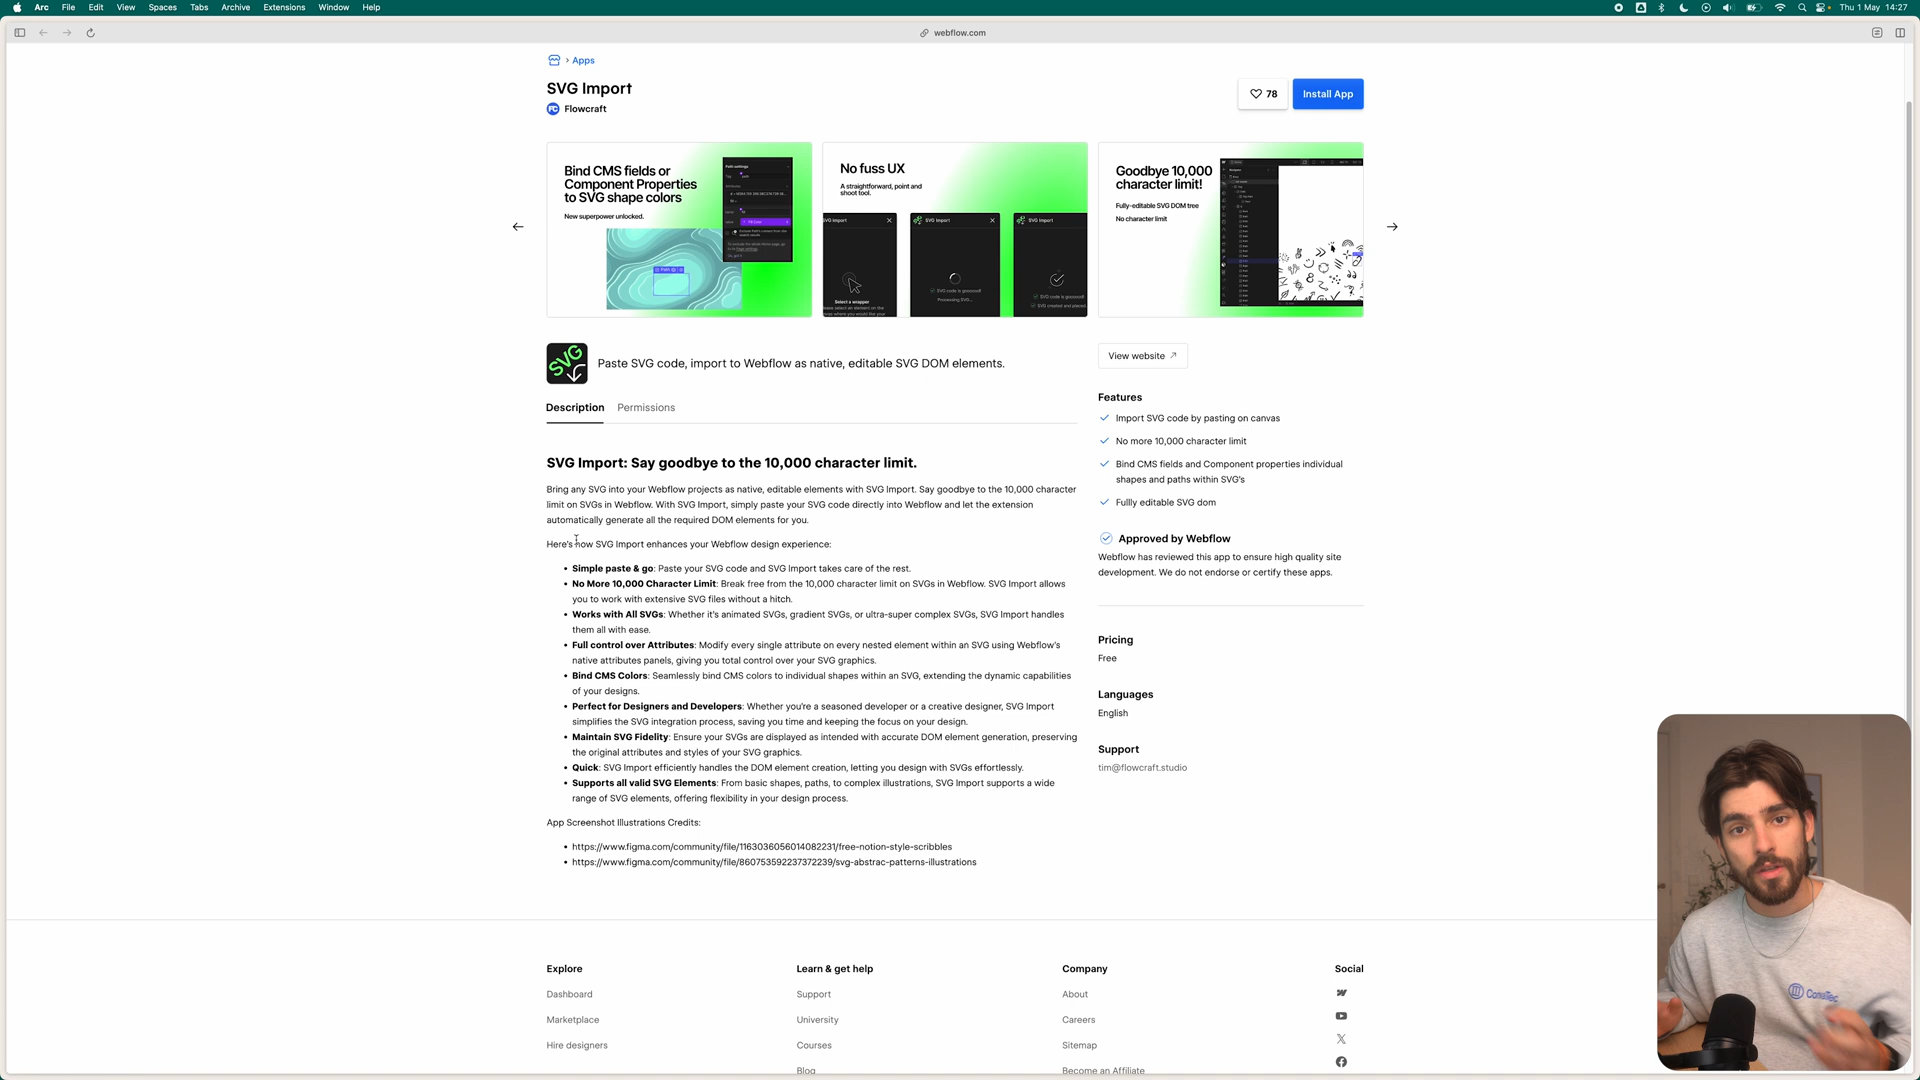 Arc File Edit View Spaces Tabs Archive Extensions Window Help
Thu 1 May 14:27
webflow.com
› Apps
SVG Import
FC Flowcraft
78
Install App
Bind CMS fields or
Component Properties
to SVG shape colors
New superpower unlocked.
No fuss UX
A straightforward, point and
shoot tool.
SVG Import
SVG Import
Select a wrapper
Processing SVG...
Goodbye 10,000
character limit!
Fully-editable SVG DOM tree
No character limit
SVG
Paste SVG code, import to Webflow as native, editable SVG DOM elements.
View website
Description Permissions
SVG Import: Say goodbye to the 10,000 character limit.
Bring any SVG into your Webflow projects as native, editable elements with SVG Import. Say goodbye to the 10,000 character
limit on SVGs in Webflow. With SVG Import, simply paste your SVG code directly into Webflow and let the extension
automatically generate all the required DOM elements for you.
Here's how SVG Import enhances your Webflow design experience:
• Simple paste & go: Paste your SVG code and SVG Import takes care of the rest.
• No More 10,000 Character Limit: Break free from the 10,000 character limit on SVGs in Webflow. SVG Import allows
you to work with extensive SVG files without a hitch.
• Works with All SVGs: Whether it's animated SVGs, gradient SVGs, or ultra-super complex SVGs, SVG Import handles
them all with ease.
• Full control over Attributes: Modify every single attribute on every nested element within an SVG using Webflow's
native attributes panels, giving you total control over your SVG graphics.
• Bind CMS Colors: Seamlessly bind CMS colors to individual shapes within an SVG, extending the dynamic capabilities
of your designs.
• Perfect for Designers and Developers: Whether you're a seasoned developer or a creative designer, SVG Import
simplifies the SVG integration process, saving you time and keeping the focus on your design.
• Maintain SVG Fidelity: Ensure your SVGs are displayed as intended with accurate DOM element generation, preserving
the original attributes and styles of your SVG graphics.
• Quick: SVG Import efficiently handles the DOM element creation, letting you design with SVGs effortlessly.
• Supports all valid SVG Elements: From basic shapes, paths, to complex illustrations, SVG Import supports a wide
range of SVG elements, offering flexibility in your design process.
App Screenshot Illustrations Credits:
• https://www.figma.com/community/file/1163036056014082231/free-notion-style-scribbles
• https://www.figma.com/community/file/860753592237372239/svg-abstrac-patterns-illustrations
Features
Import SVG code by pasting on canvas
No more 10,000 character limit
Bind CMS fields and Component properties individual
shapes and paths within SVG's
Fullly editable SVG dom
Approved by Webflow
Webflow has reviewed this app to ensure high quality site
development. We do not endorse or certify these apps.
Pricing
Free
Languages
English
Support
tim@flowcraft.studio
Explore
Dashboard
Marketplace
Hire designers
Learn & get help
Support
University
Courses
Blog
Company
About
Careers
Sitemap
Become an Affiliate
Social